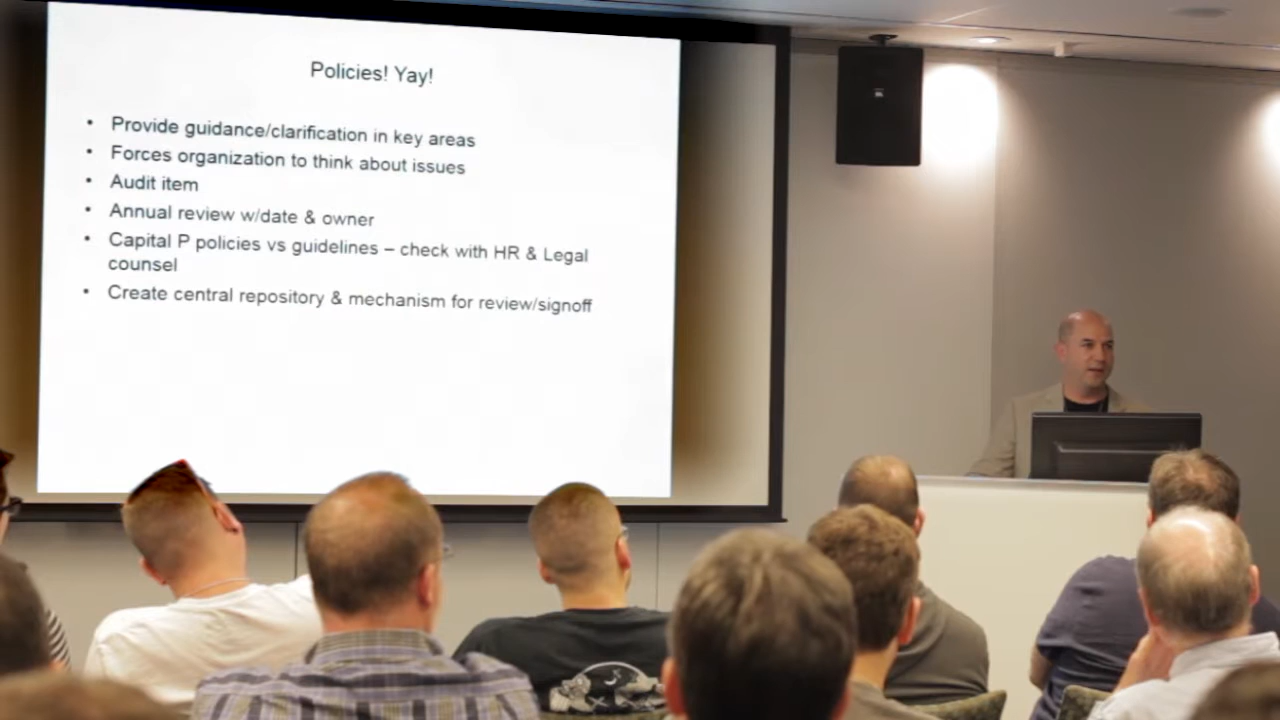 Policies! Yay!
• Provide guidance/clarification in key areas
• Forces organization to think about issues
• Audit item
• Annual review w/date & owner
• Capital P policies vs guidelines – check with HR & Legal
counsel
• Create central repository & mechanism for review/signoff